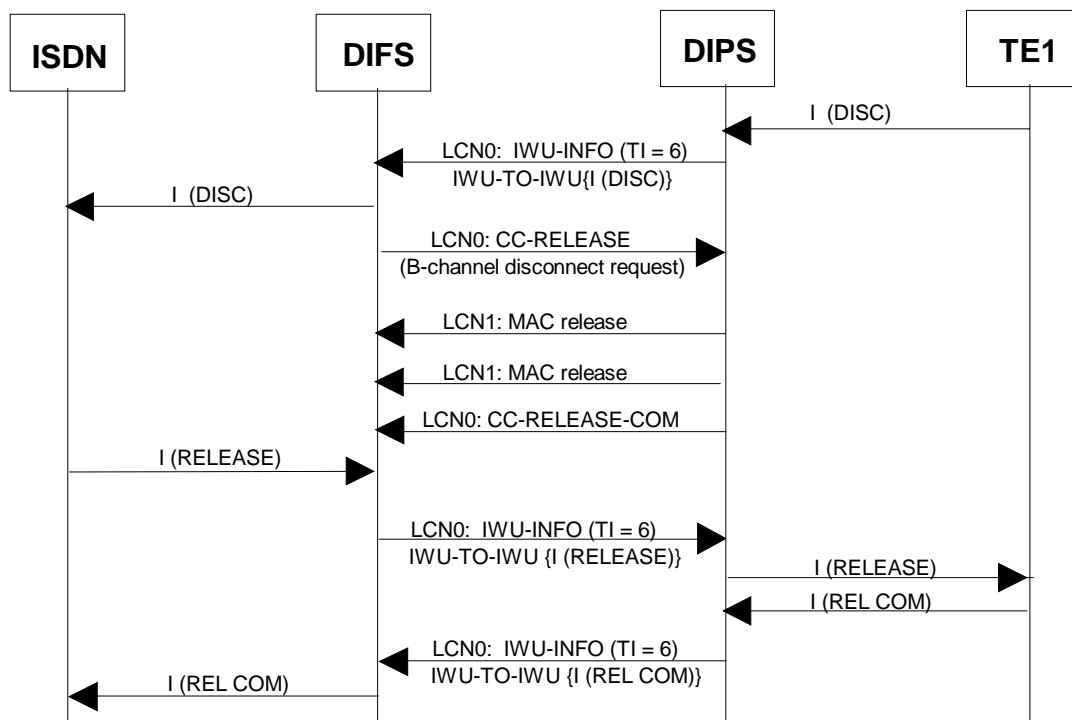 ISDN
DIFS
DIPS
TE1
I (DISC)
LCN0: IWU-INFO (TI = 6)
IWU-TO-IWU{I (DISC)}
I (DISC)
LCN0: CC-RELEASE
(B-channel disconnect request)
LCN1: MAC release
LCN1: MAC release
LCN0: CC-RELEASE-COM
I (RELEASE)
LCN0: IWU-INFO (TI = 6)
IWU-TO-IWU {I (RELEASE)}
I (RELEASE)
I (REL COM)
LCN0: IWU-INFO (TI = 6)
IWU-TO-IWU {I (REL COM)}
I (REL COM)